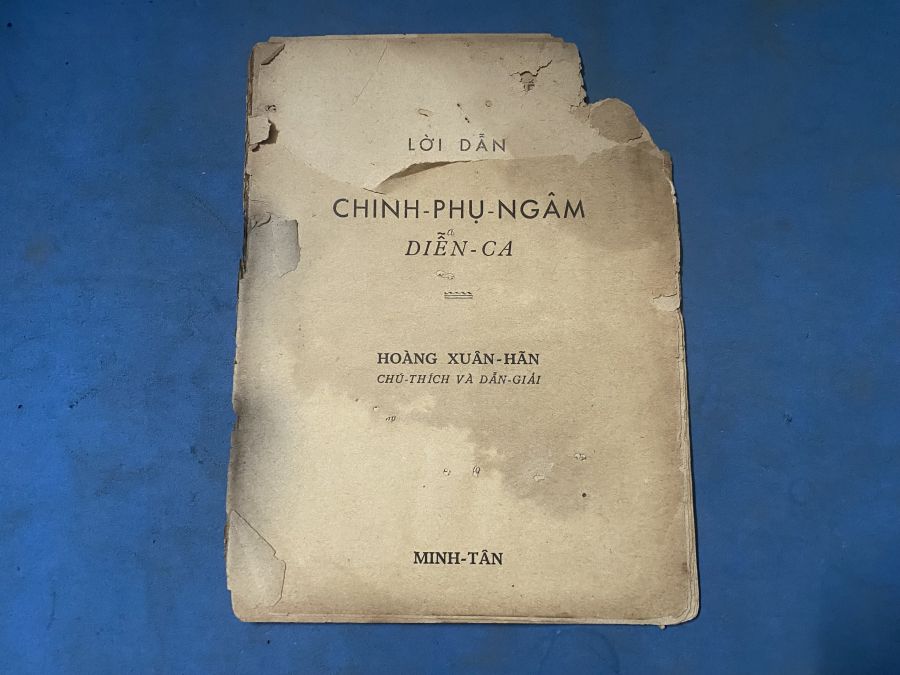 LỜI DẪN
CHINH-PHỤ-NGÂM
DIỄN-CA
HOÀNG XUÂN-HÃN
CHÚ-THÍCH VÀ DẪN-GIẢI
MINH-TÂN